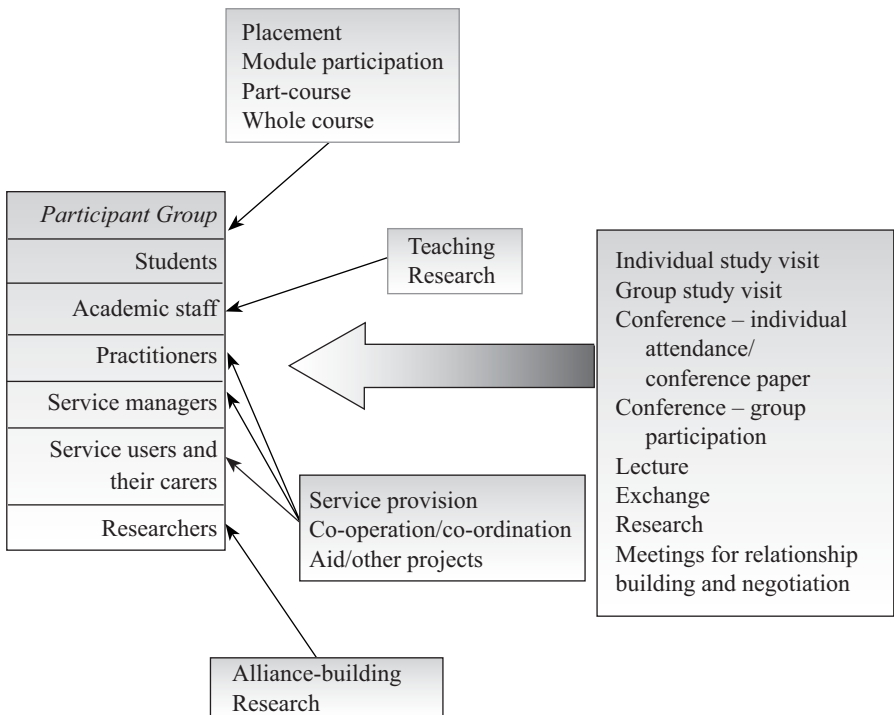 Placement
Module participation
Part-course
Whole course
Participant Group
Students
Academic staff
Practitioners
Service managers
Service users and
their carers
Researchers
Teaching
Research
Individual study visit
Group study visit
Conference – individual
attendance/
conference paper
Conference – group
participation
Lecture
Exchange
Research
Meetings for relationship
building and negotiation
Service provision
Co-operation/co-ordination
Aid/other projects
Alliance-building
Research